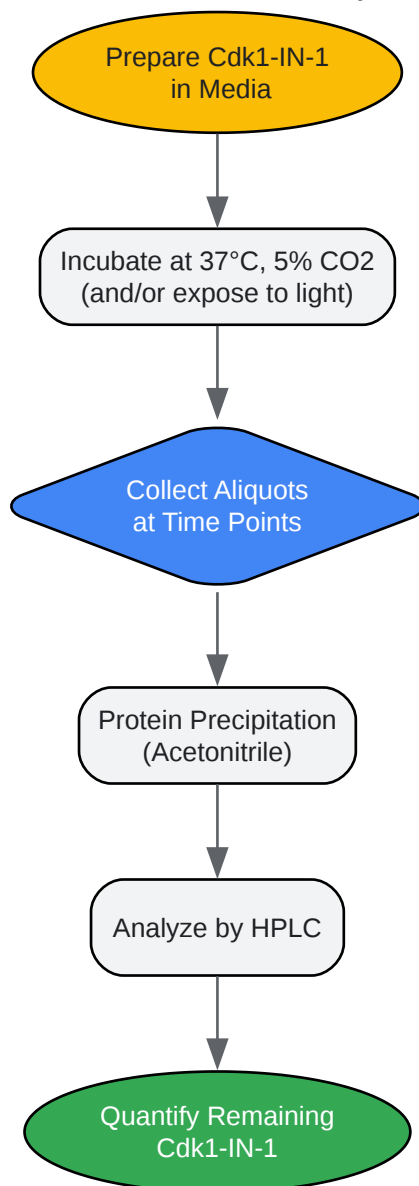 Prepare Cdk1-IN-1
in Media
Incubate at 37°C, 5% CO2
(and/or expose to light)
Collect Aliquots
at Time Points
Protein Precipitation
(Acetonitrile)
Analyze by HPLC
Quantify Remaining
Cdk1-IN-1